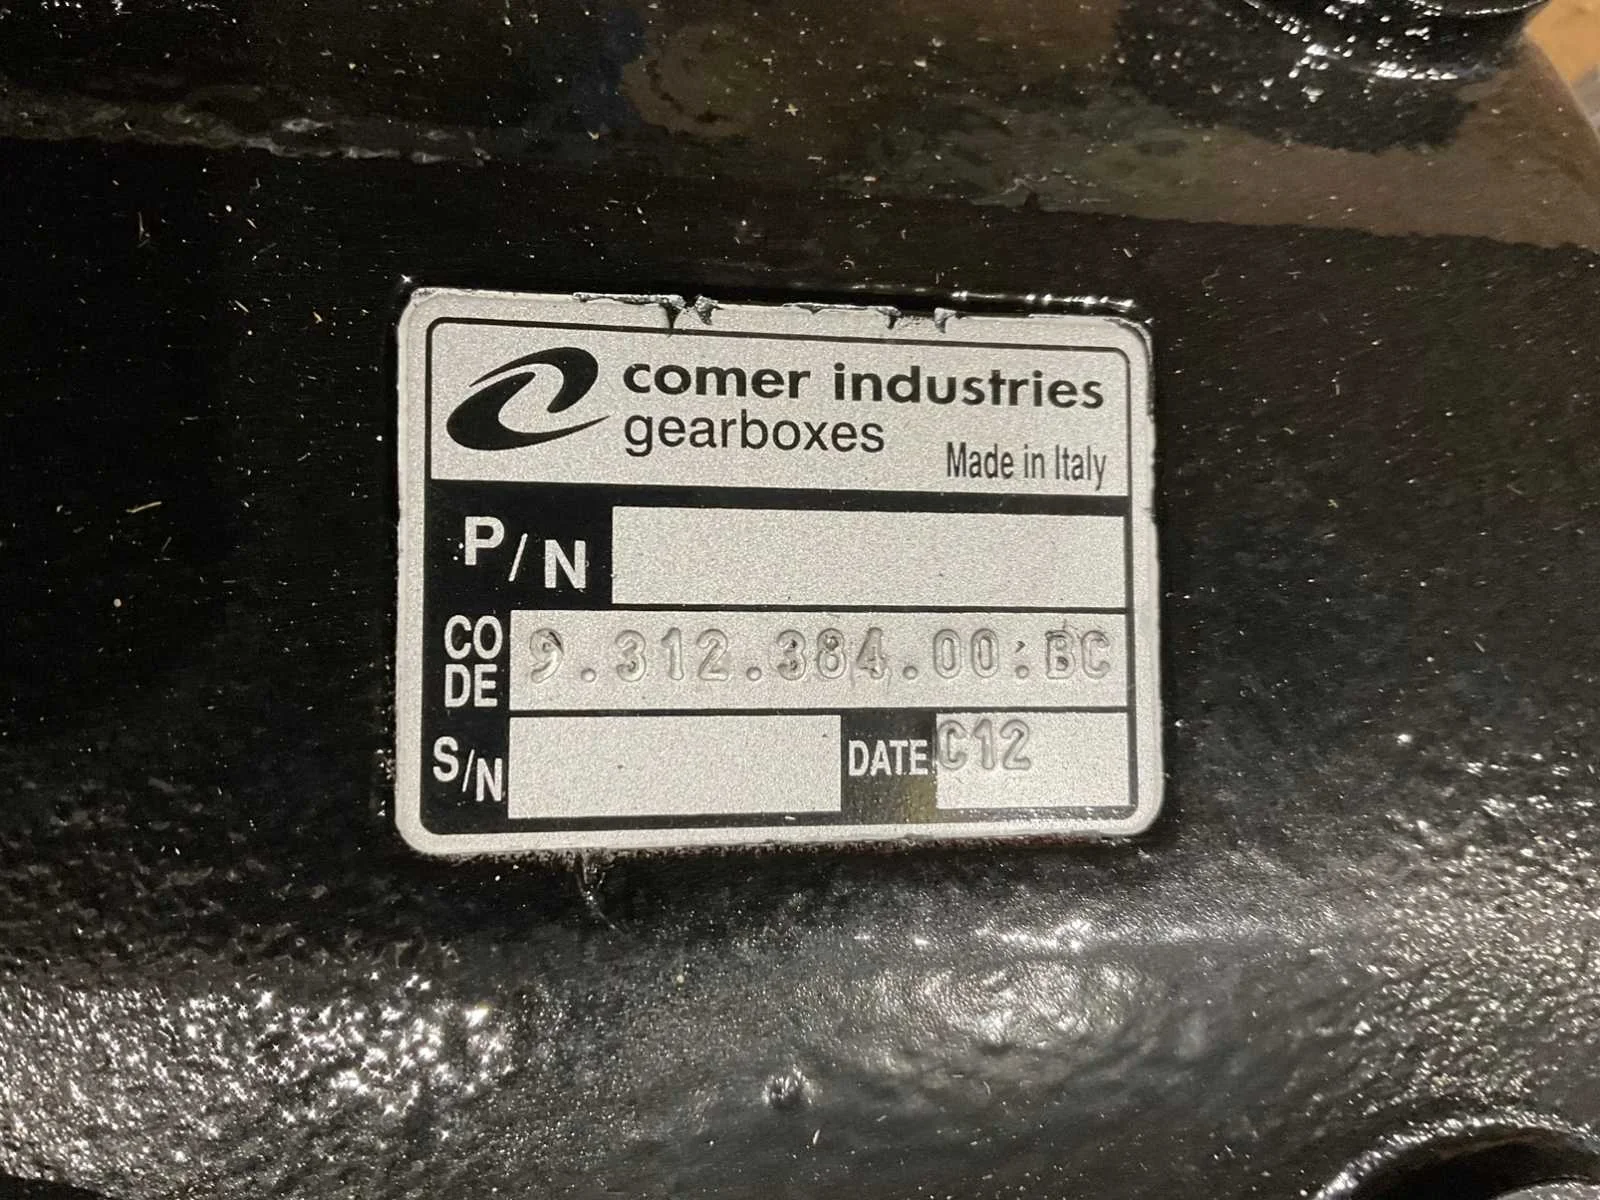 comer industries
gearboxes
Made in Italy
P/N
CO
DE
9.312.384.00:BC
S/N
DATE C12